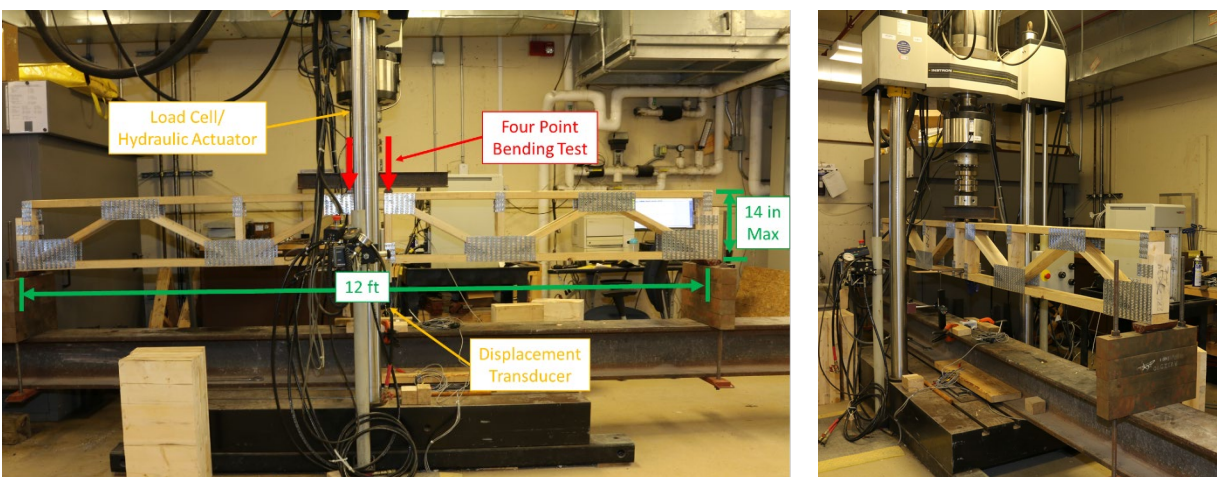 Load Cell/
Hydraulic Actuator
Four Point
Bending Test
14 in
Max
12 ft
Displacement
Transducer
INSTRON